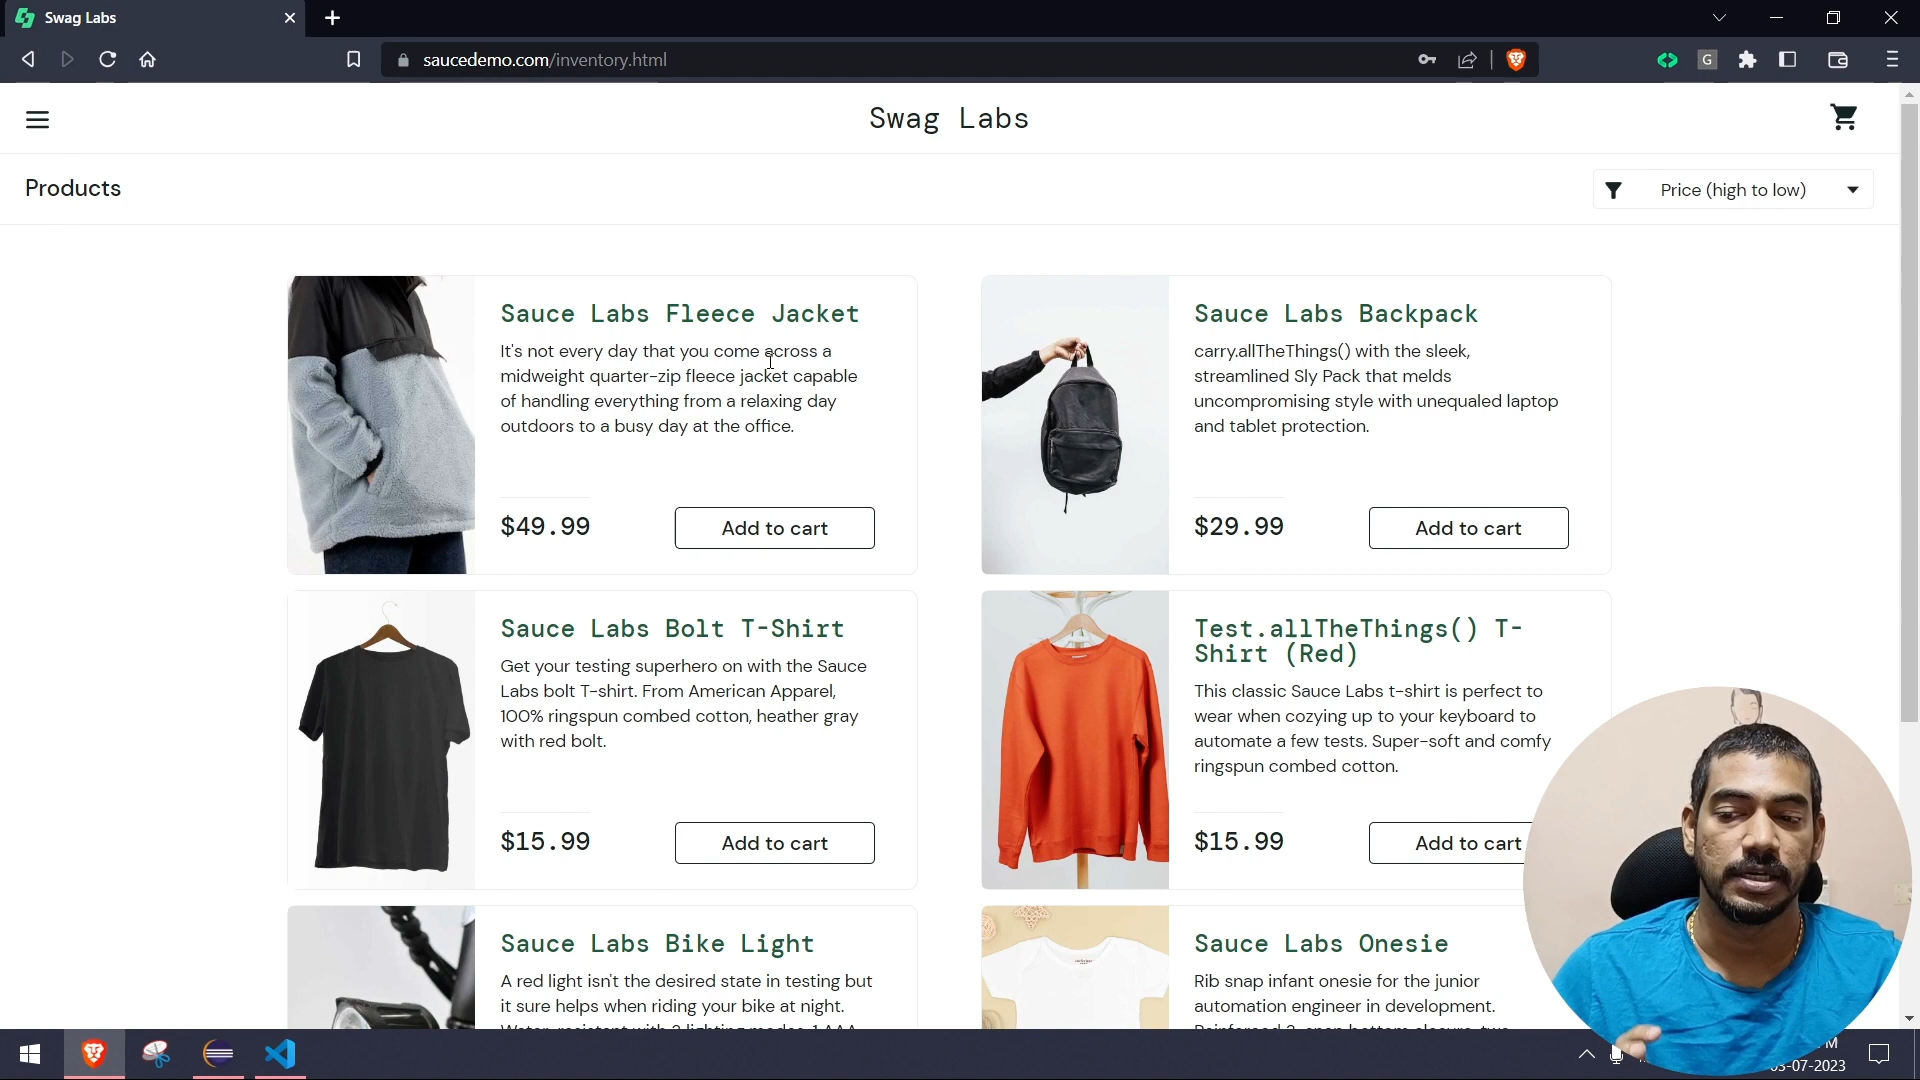 Swag Labs
saucedemo.com/inventory.html
G
Swag Labs
Products
Price (high to low)
Sauce Labs Fleece Jacket
It's not every day that you come across a
midweight quarter-zip fleece jacket capable
of handling everything from a relaxing day
outdoors to a busy day at the office.
$49.99
Add to cart
Sauce Labs Backpack
carry.allTheThings() with the sleek,
streamlined Sly Pack that melds
uncompromising style with unequaled laptop
and tablet protection.
$29.99
Add to cart
Sauce Labs Bolt T-Shirt
Get your testing superhero on with the Sauce
Labs bolt T-shirt. From American Apparel,
100% ringspun combed cotton, heather gray
with red bolt.
$15.99
Add to cart
Test.allTheThings() T-
Shirt (Red)
This classic Sauce Labs t-shirt is perfect to
wear when cozying up to your keyboard to
automate a few tests. Super-soft and comfy
ringspun combed cotton.
$15.99
Add to cart
Sauce Labs Bike Light
A red light isn't the desired state in testing but
it sure helps when riding your bike at night.
Sauce Labs Onesie
Rib snap infant onesie for the junior
automation engineer in development.
03-07-2023